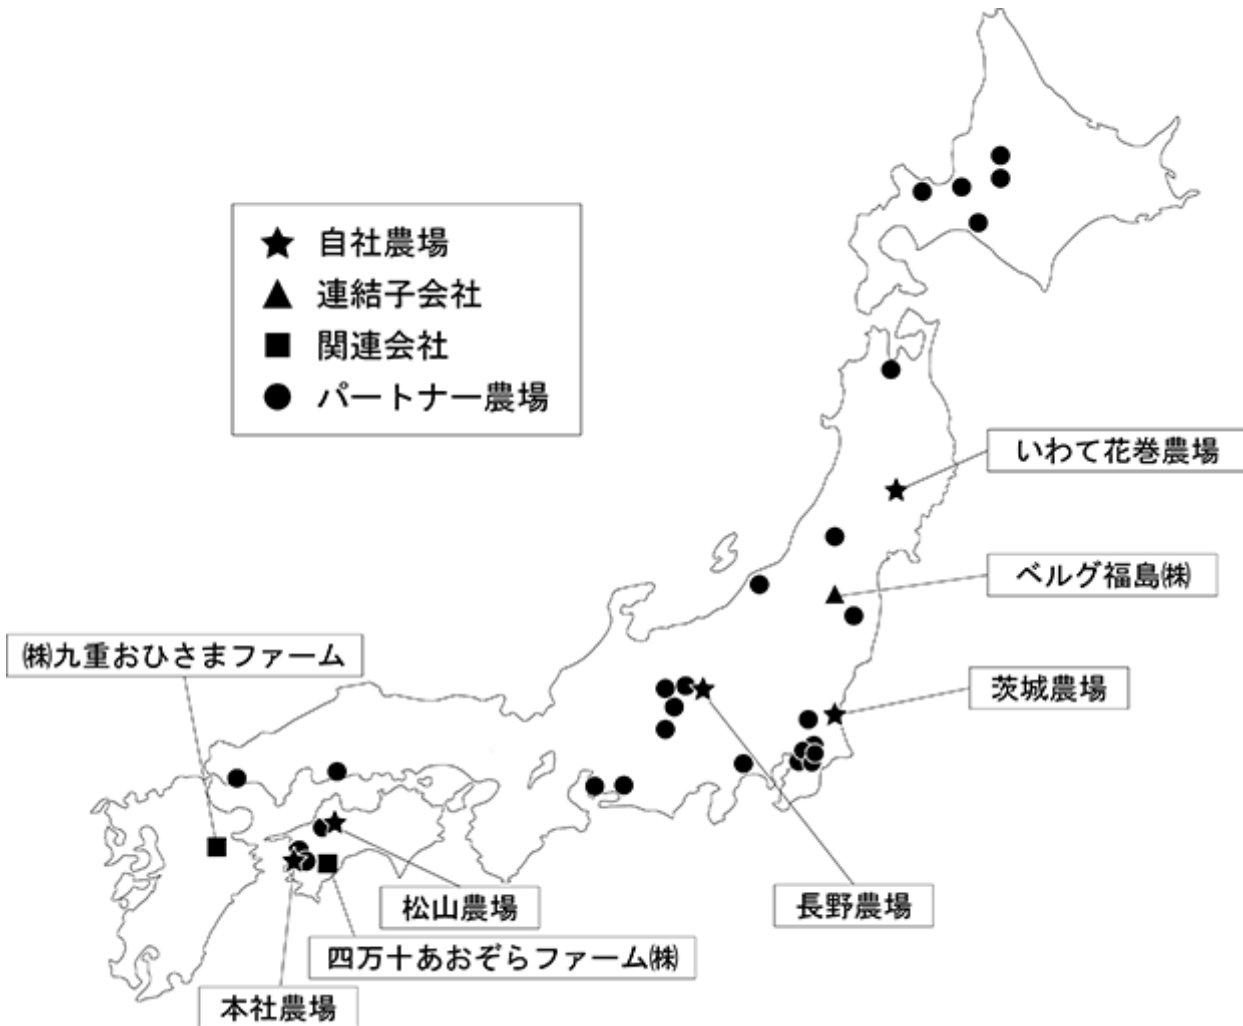 ★ 自社農場
▲ 連結子会社
■ 関連会社
● パートナー農場
いわて花巻農場
ベルグ福島㈱
㈱九重おひさまファーム
茨城農場
松山農場
長野農場
四万十あおぞらファーム㈱
本社農場